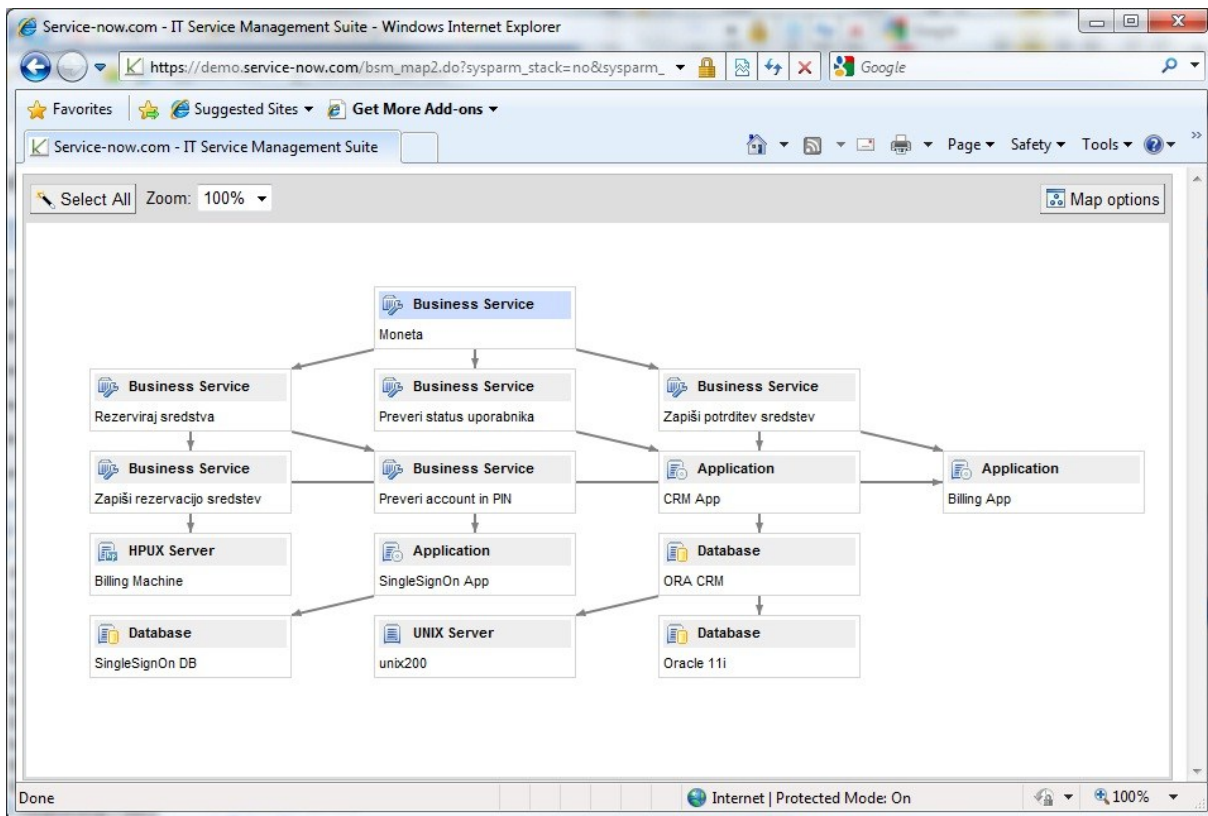 Service-now.com - IT Service Management Suite - Windows Internet Explorer
https://demo.service-now.com/bsm_map2.do?sysparm_stack=no&sysparm_
Google
Favorites Suggested Sites Get More Add-ons
Service-now.com - IT Service Management Suite
Page Safety Tools
Select All Zoom: 100% Map options
Business Service
Moneta
Business Service Business Service Business Service
Rezerviraj sredstva Preveri status uporabnika Zapiši potrditev sredstev
Business Service Business Service Application Application
Zapiši rezervacijo sredstev Preveri account in PIN CRM App Billing App
HPUX Server Application Database
Billing Machine SingleSignOn App ORA CRM
Database UNIX Server Database
SingleSignOn DB unix200 Oracle 11i
Done Internet | Protected Mode: On 100%